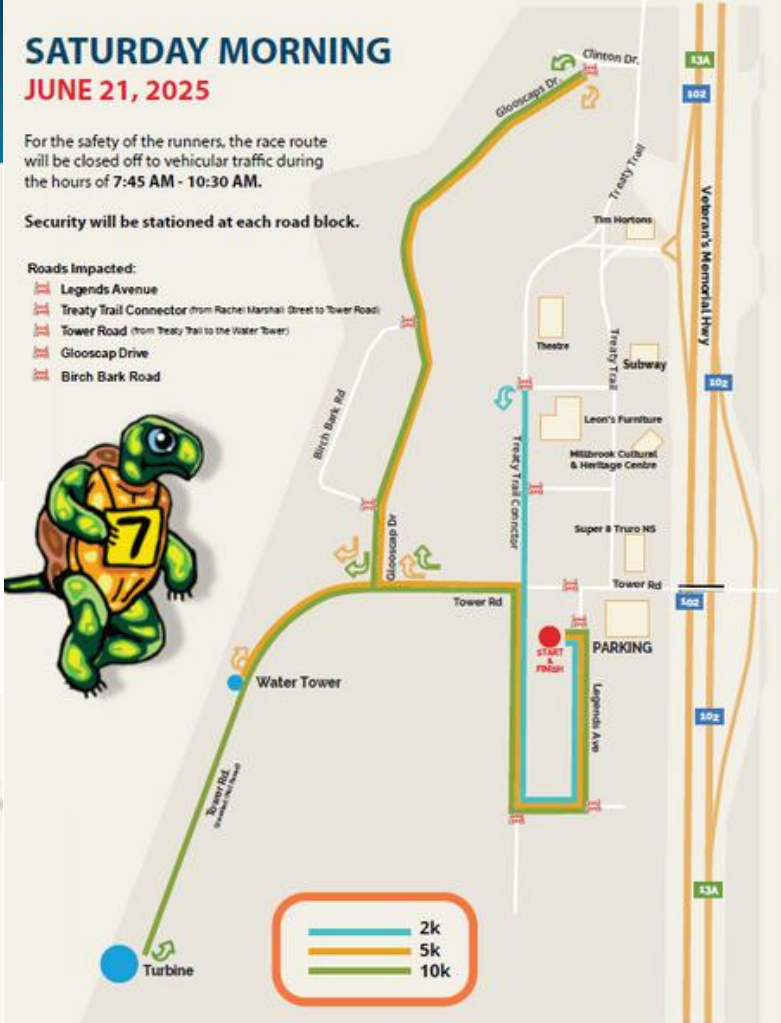 SATURDAY MORNING
JUNE 21, 2025
For the safety of the runners, the race route
will be closed off to vehicular traffic during
the hours of 7:45 AM - 10:30 AM.
Security will be stationed at each road block.
Roads Impacted:
Legends Avenue
Treaty Trail Connector (from Rachel Marshall Street to Tower Road)
Tower Road (from Treaty Trail to the Water Tower)
Glooscap Drive
Birch Bark Road
7
Clinton Dr.
Glooscaps Dr.
13A
102
Treaty Trail
Tim Hortons
Veteran's Memorial Hwy
Theatre
Treaty Trail
Subway
102
Birch Bark Rd
Leon's Furniture
Millbrook Cultural
& Heritage Centre
Treaty Trail Connctor
Super 8 Truro NS
Glooscap Dr
Tower Rd
Tower Rd
102
START
&
FINISH
PARKING
Water Tower
Legends Ave
102
Tower Rd.
13A
Turbine
2k
5k
10k